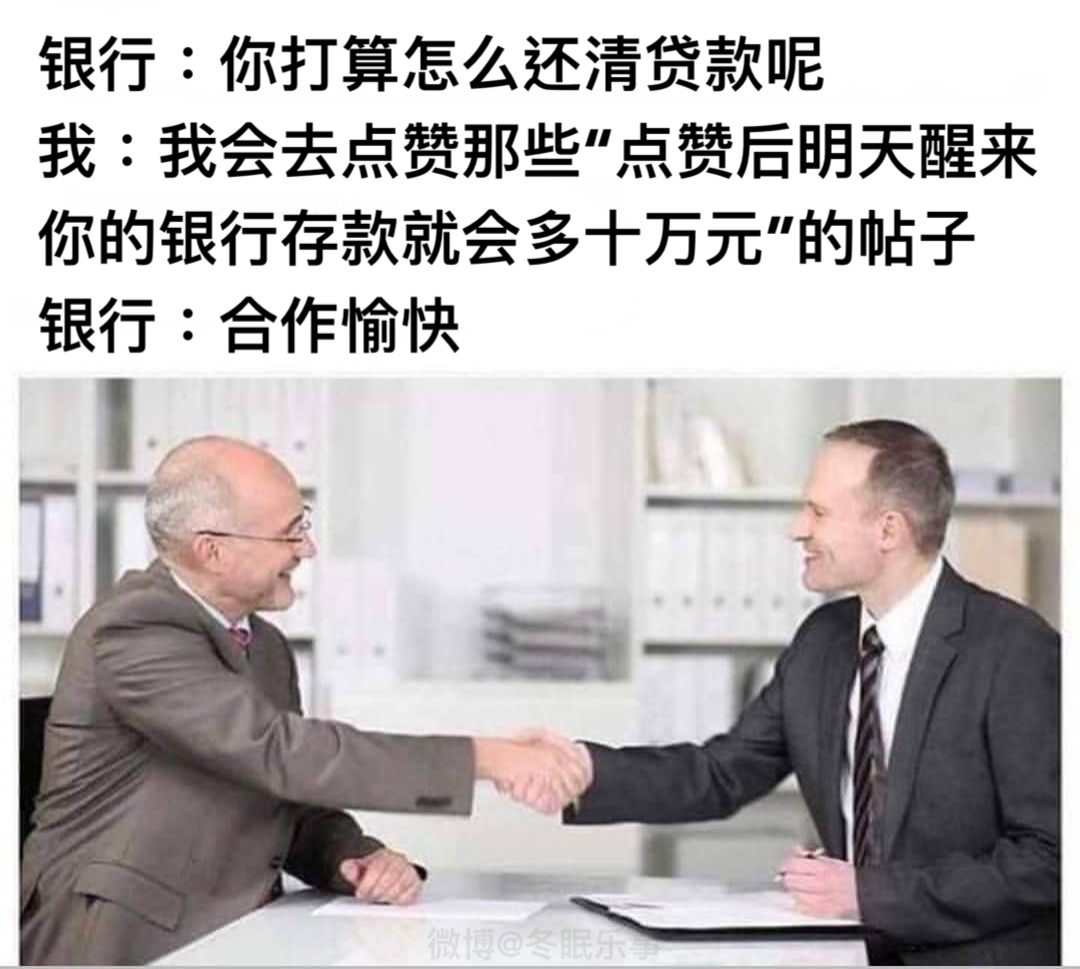 银行：你打算怎么还清贷款呢
我：我会去点赞那些“点赞后明天醒来
你的银行存款就会多十万元”的帖子
银行：合作愉快
微博@冬眠乐事